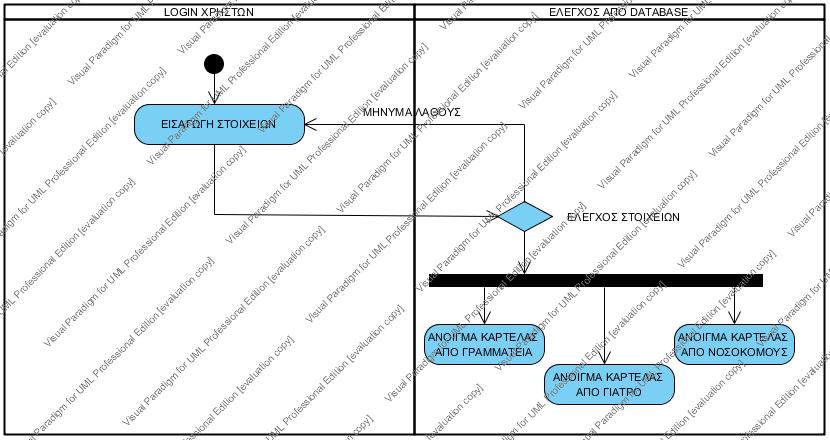 LOGIN ΧΡΗΣΤΩΝ
ΕΛΕΓΧΟΣ ΑΠΟ DATABASE
ΕΙΣΑΓΩΓΗ ΣΤΟΙΧΕΙΩΝ
ΜΗΝΥΜΑ ΛΑΘΟΥΣ
ΕΛΕΓΧΟΣ ΣΤΟΙΧΕΙΩΝ
ΑΝΟΙΓΜΑ ΚΑΡΤΕΛΑΣ
ΑΠΟ ΓΡΑΜΜΑΤΕΙΑ
ΑΝΟΙΓΜΑ ΚΑΡΤΕΛΑΣ
ΑΠΟ ΓΙΑΤΡΟ
ΑΝΟΙΓΜΑ ΚΑΡΤΕΛΑΣ
ΑΠΟ ΝΟΣΟΚΟΜΟΥΣ
Visual Paradigm for UML Professional Edition [evaluation copy]